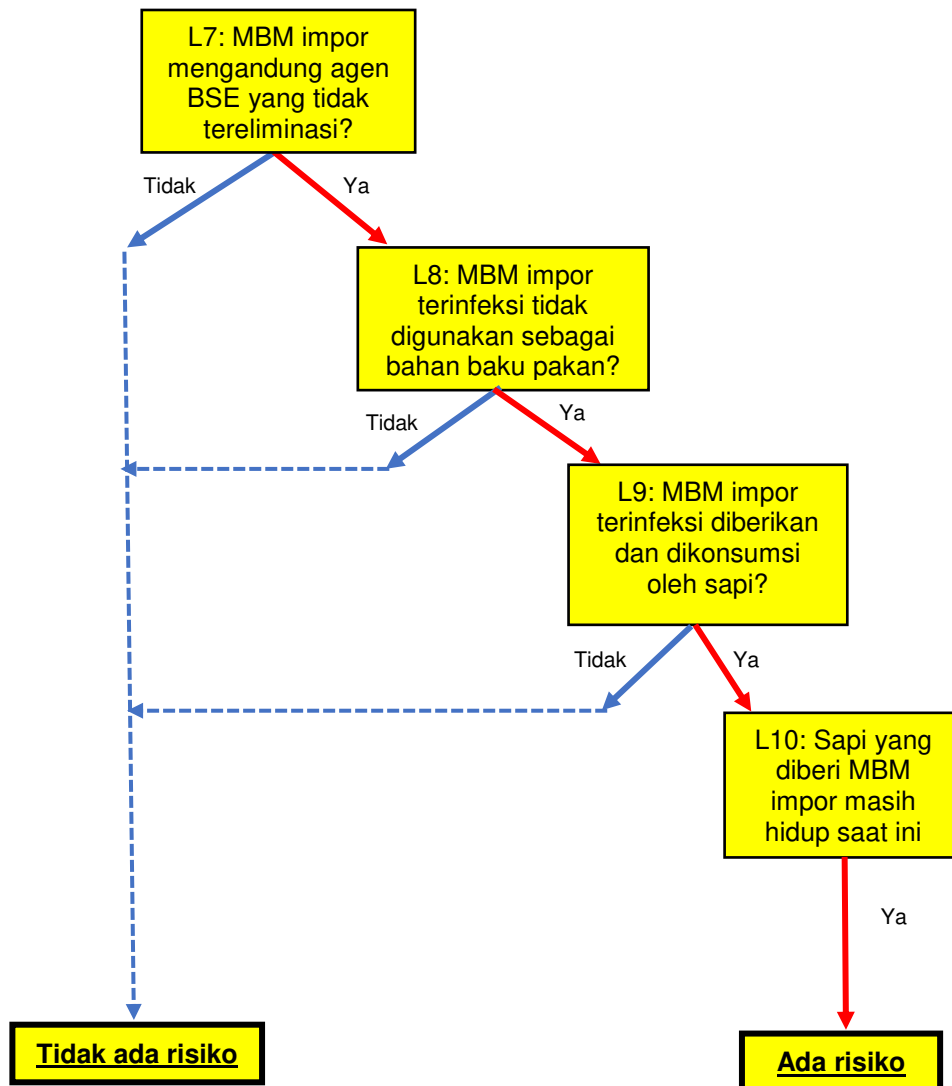 L7: MBM impor
mengandung agen
BSE yang tidak
tereliminasi?
Tidak
Ya
L8: MBM impor
terinfeksi tidak
digunakan sebagai
bahan baku pakan?
Tidak
Ya
L9: MBM impor
terinfeksi diberikan
dan dikonsumsi
oleh sapi?
Tidak
Ya
L10: Sapi yang
diberi MBM
impor masih
hidup saat ini
Ya
Tidak ada risiko
Ada risiko